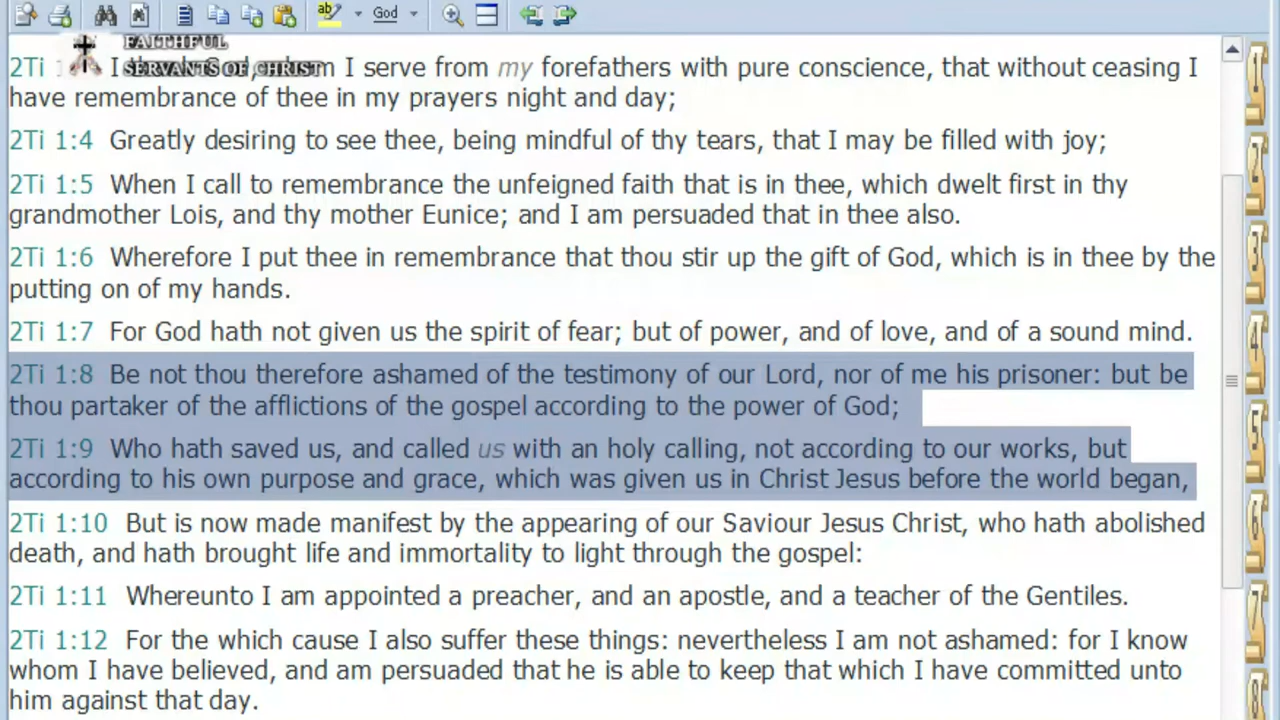 ab God
FAITHFUL
SERVANTS OF CHRIST
2Ti I serve from my forefathers with pure conscience, that without ceasing I
have remembrance of thee in my prayers night and day;
2Ti 1:4 Greatly desiring to see thee, being mindful of thy tears, that I may be filled with joy;
2Ti 1:5 When I call to remembrance the unfeigned faith that is in thee, which dwelt first in thy
grandmother Lois, and thy mother Eunice; and I am persuaded that in thee also.
2Ti 1:6 Wherefore I put thee in remembrance that thou stir up the gift of God, which is in thee by the
putting on of my hands.
2Ti 1:7 For God hath not given us the spirit of fear; but of power, and of love, and of a sound mind.
2Ti 1:8 Be not thou therefore ashamed of the testimony of our Lord, nor of me his prisoner: but be
thou partaker of the afflictions of the gospel according to the power of God;
2Ti 1:9 Who hath saved us, and called us with an holy calling, not according to our works, but
according to his own purpose and grace, which was given us in Christ Jesus before the world began,
2Ti 1:10 But is now made manifest by the appearing of our Saviour Jesus Christ, who hath abolished
death, and hath brought life and immortality to light through the gospel:
2Ti 1:11 Whereunto I am appointed a preacher, and an apostle, and a teacher of the Gentiles.
2Ti 1:12 For the which cause I also suffer these things: nevertheless I am not ashamed: for I know
whom I have believed, and am persuaded that he is able to keep that which I have committed unto
him against that day.
1
2
3
4
5
6
7
8